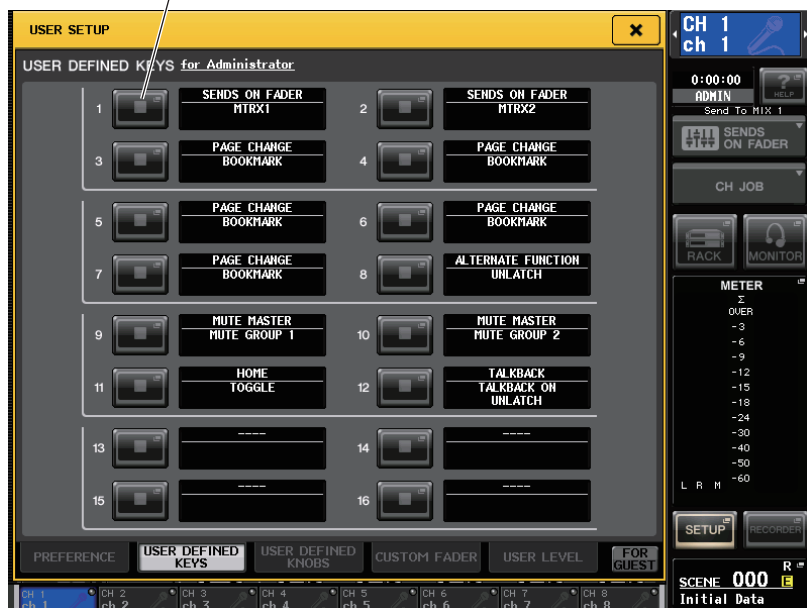 USER SETUP
USER DEFINED KEYS for Administrator
1
SENDS ON FADER
MTRX1
2
SENDS ON FADER
MTRX2
3
PAGE CHANGE
BOOKMARK
4
PAGE CHANGE
BOOKMARK
5
PAGE CHANGE
BOOKMARK
6
PAGE CHANGE
BOOKMARK
7
PAGE CHANGE
BOOKMARK
8
ALTERNATE FUNCTION
UNLATCH
9
MUTE MASTER
MUTE GROUP 1
10
MUTE MASTER
MUTE GROUP 2
11
HOME
TOGGLE
12
TALKBACK
TALKBACK ON
UNLATCH
13
----
14
----
15
----
16
----
PREFERENCE
USER DEFINED
KEYS
USER DEFINED
KNOBS
CUSTOM FADER
USER LEVEL
FOR
GUEST
CH 1
ch 1
CH 2
ch 2
CH 3
ch 3
CH 4
ch 4
CH 5
ch 5
CH 6
ch 6
CH 7
ch 7
CH 8
ch 8
CH 1
ch 1
0:00:00
ADMIN
?
HELP
Send To MIX 1
SENDS
ON FADER
CH JOB
RACK
MONITOR
METER
Σ
OVER
-3
-6
-9
-12
-15
-18
-24
-30
-40
-50
-60
L R M
SETUP
RECORDER
R
SCENE 000 E
Initial Data